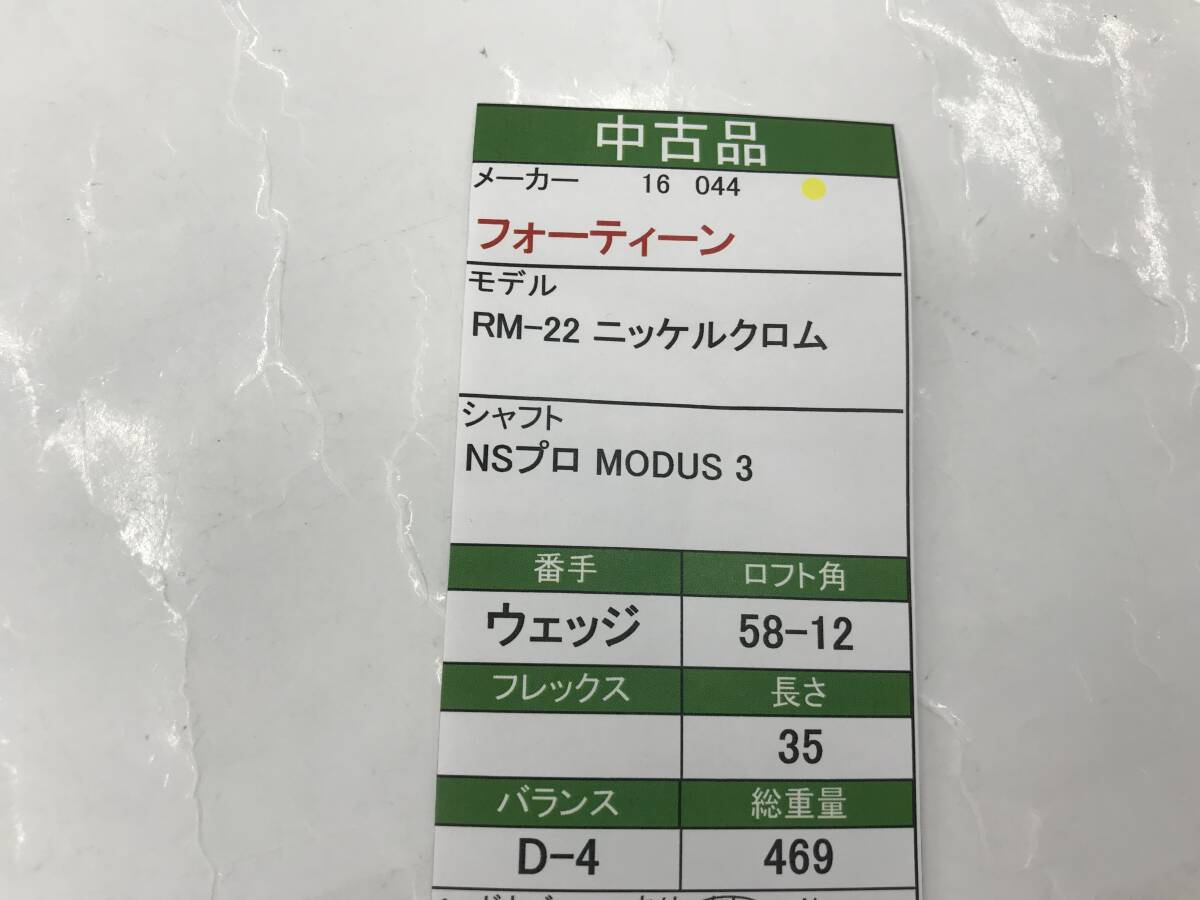 中古品
メーカー 16 044
フォーティーン
モデル
RM-22 ニッケルクロム
シャフト
NSプロ MODUS 3
番手 ロフト角
ウェッジ 58-12
フレックス 長さ
35
バランス 総重量
D-4 469